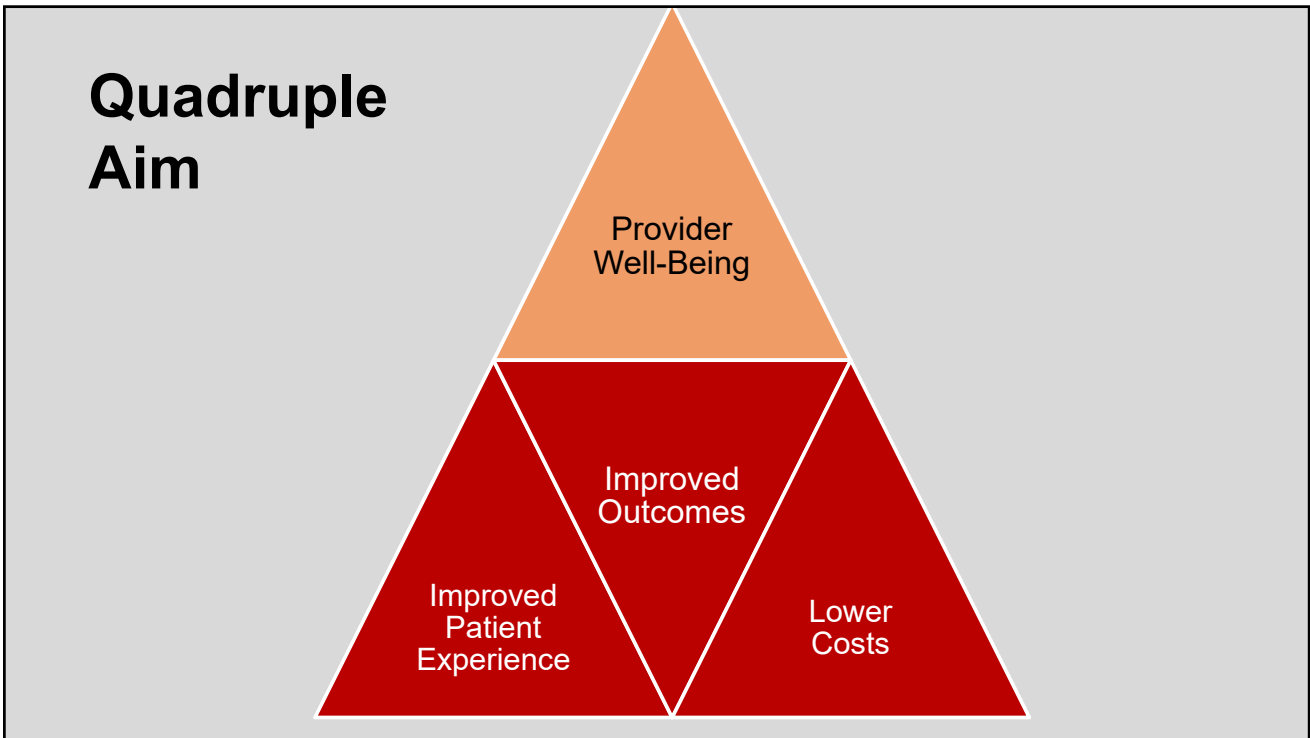 Quadruple
Aim
Provider
Well-Being
Improved
Outcomes
Improved
Patient
Experience
Lower
Costs